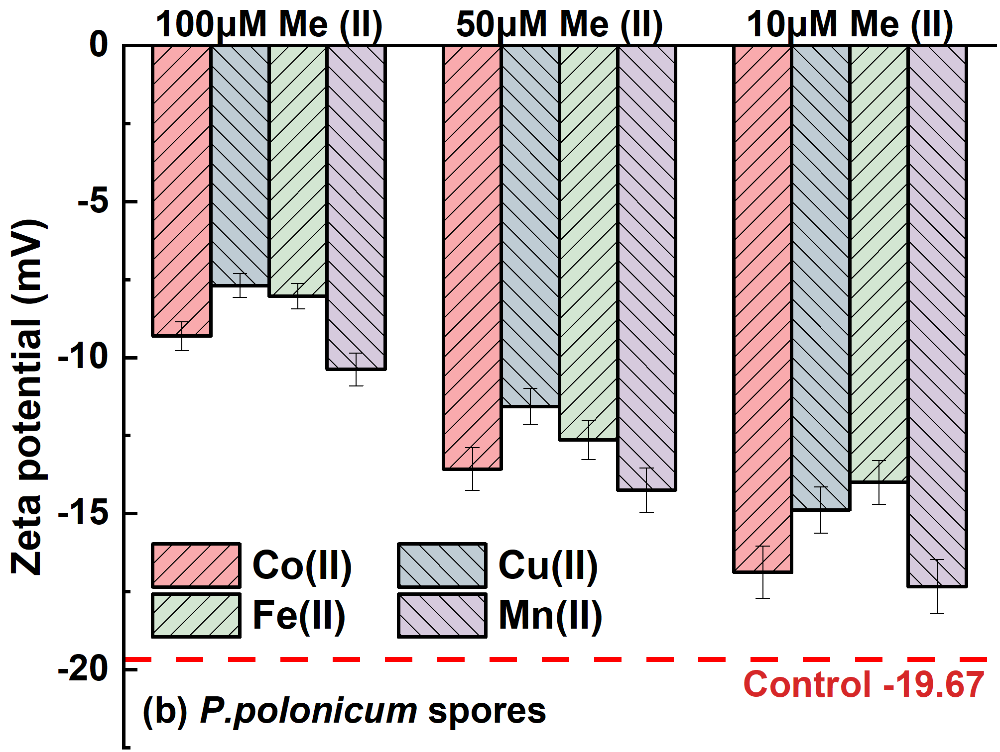 100μM Me (II) 50μM Me (II) 10μM Me (II)
0
-5
-10
-15
-20
Zeta potential (mV)
Co(II) Cu(II)
Fe(II) Mn(II)
Control -19.67
(b) P.polonicum spores